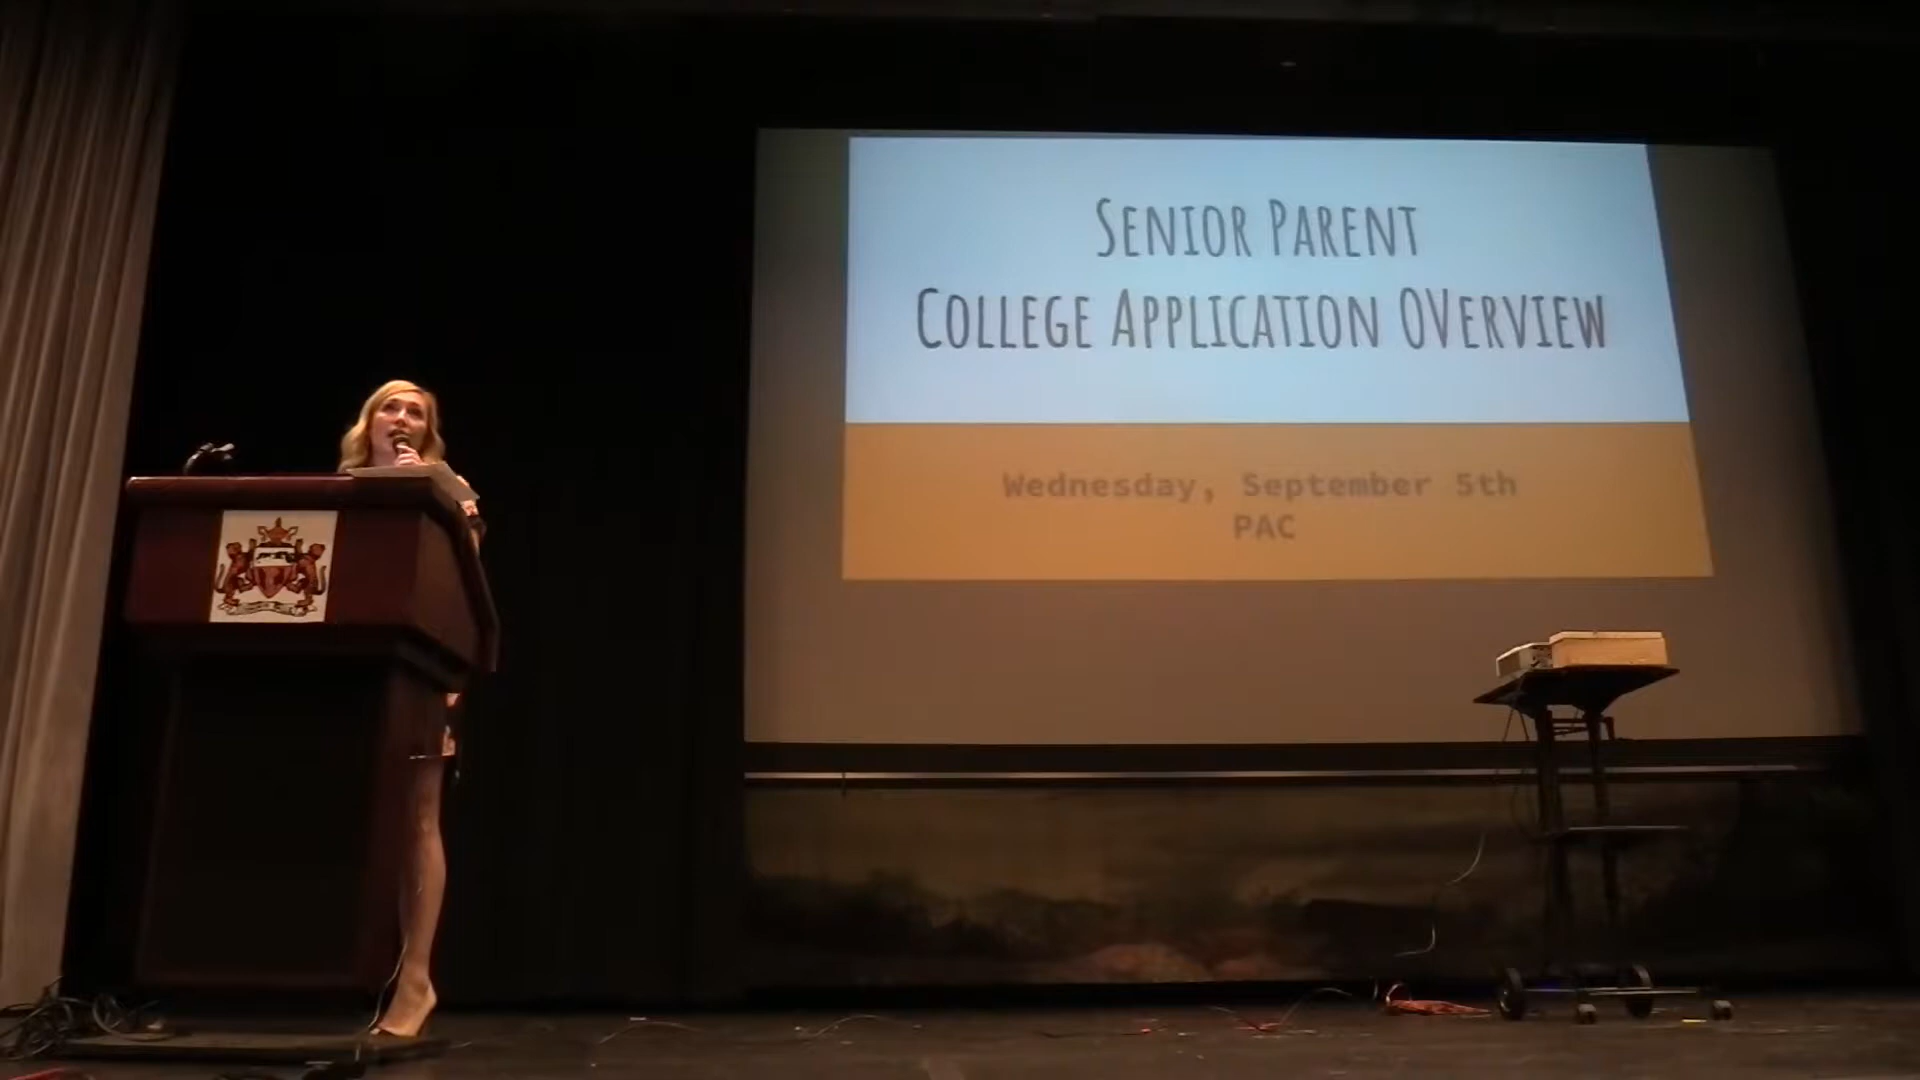 SENIOR PARENT
COLLEGE APPLICATION OVERVIEW
Wednesday, September 5th
PAC